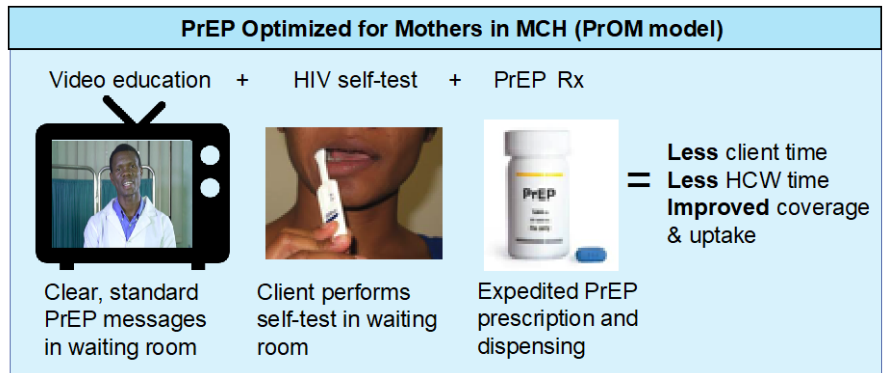 PrEP Optimized for Mothers in MCH (PrOM model)
Video education + HIV self-test + PrEP Rx
PrEP
=
Less client time
Less HCW time
Improved coverage
& uptake
Clear, standard
PrEP messages
in waiting room
Client performs
self-test in waiting
room
Expedited PrEP
prescription and
dispensing